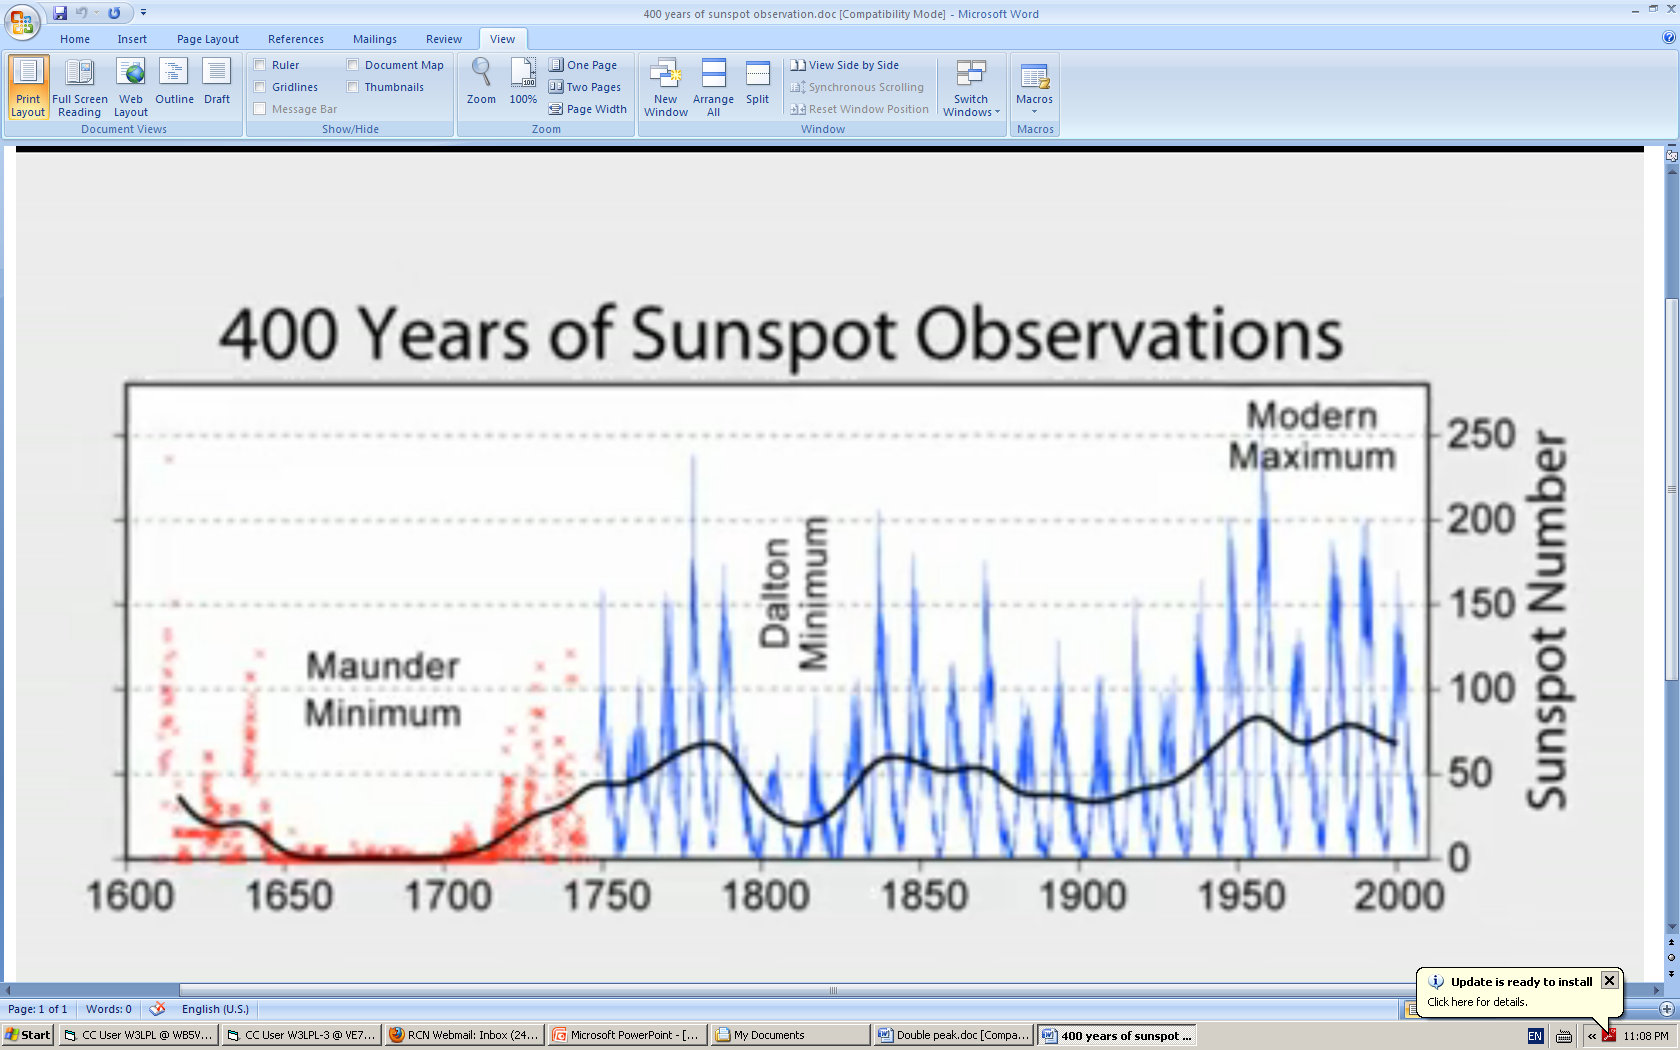 400 years of sunspot observation.doc [Compatibility Mode] - Microsoft Word
Home Insert Page Layout References Mailings Review View
Print Layout
Full Screen Reading
Web Layout
Outline
Draft
Document Views
Ruler
Gridlines
Message Bar
Document Map
Thumbnails
Show/Hide
Zoom
100%
One Page
Two Pages
Page Width
Zoom
New Window
Arrange All
Split
View Side by Side
Synchronous Scrolling
Reset Window Position
Switch Windows
Window
Macros
Macros
400 Years of Sunspot Observations
Modern
Maximum
Dalton
Minimum
Maunder
Minimum
250
200
150
100
50
0
Sunspot Number
1600 1650 1700 1750 1800 1850 1900 1950 2000
Update is ready to install
Click here for details.
Page: 1 of 1 Words: 0 English (U.S.)
Start CC User W3LPL @ WB5V... CC User W3LPL-3 @ VE7... RCN Webmail: Inbox (24... Microsoft PowerPoint - [... My Documents Double peak.doc [Compa... 400 years of sunspot ... EN « 11:08 PM